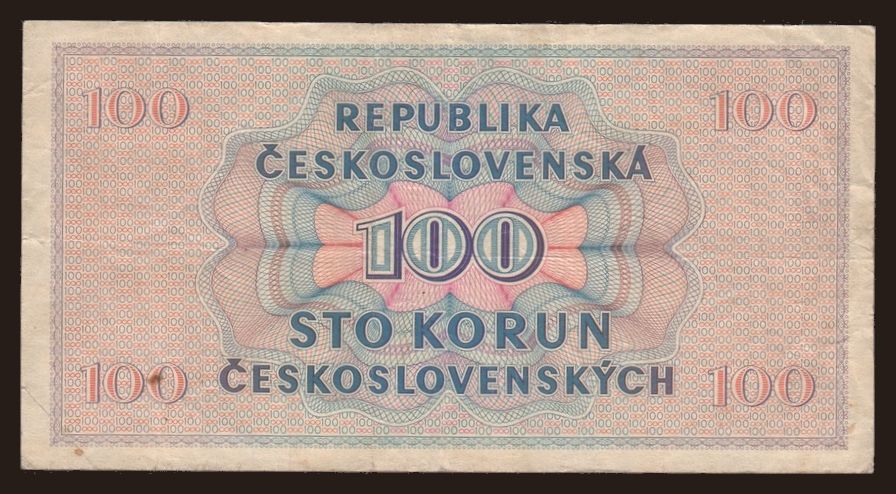 100 100
REPUBLIKA
ČESKOSLOVENSKÁ
100
STO KORUN
ČESKOSLOVENSKÝCH
100 100